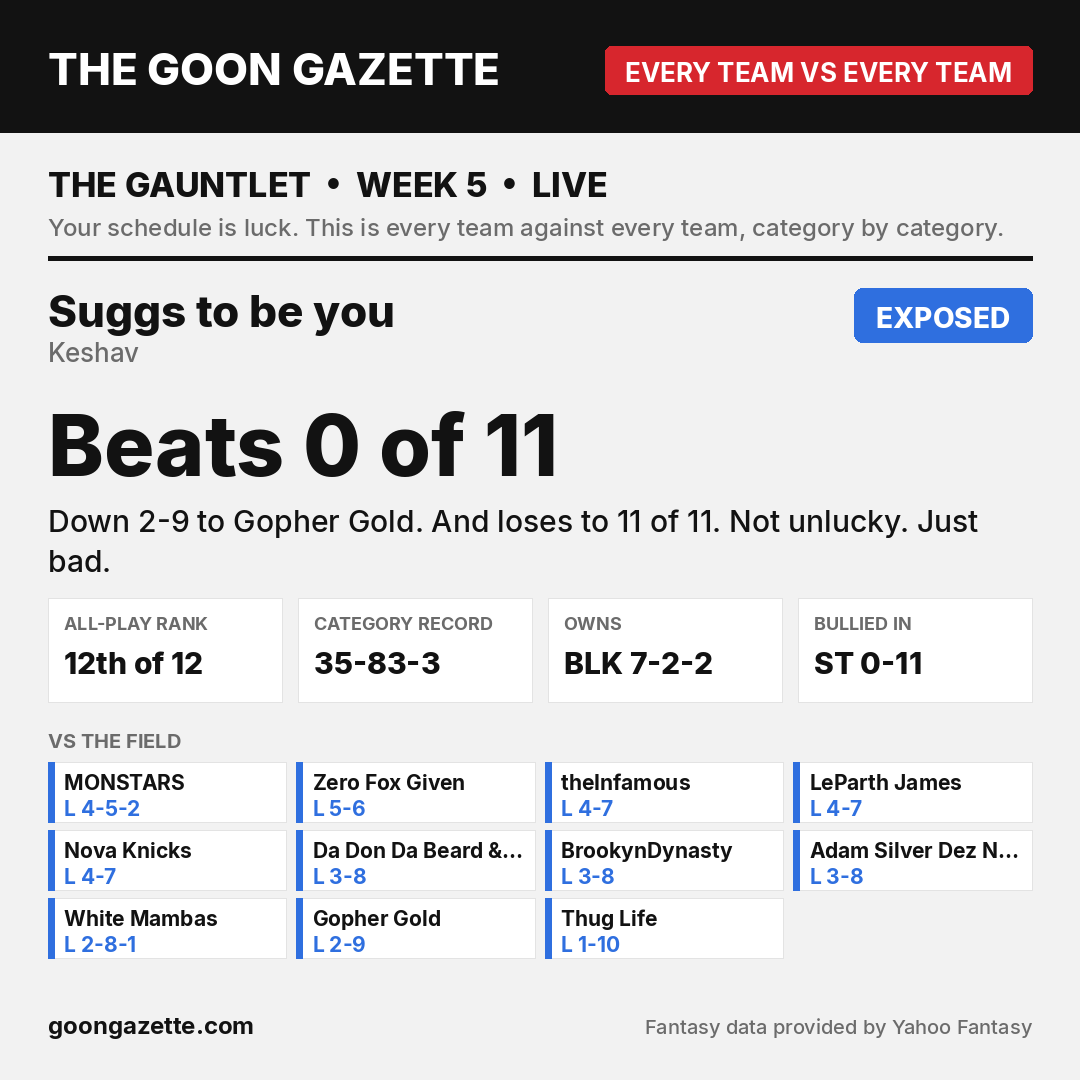 THE GOON GAZETTE
EVERY TEAM VS EVERY TEAM
THE GAUNTLET • WEEK 5 • LIVE
Your schedule is luck. This is every team against every team, category by category.
Suggs to be you
EXPOSED
Keshav
Beats 0 of 11
Down 2-9 to Gopher Gold. And loses to 11 of 11. Not unlucky. Just
bad.
ALL-PLAY RANK
12th of 12
CATEGORY RECORD
35-83-3
OWNS
BLK 7-2-2
BULLIED IN
ST 0-11
VS THE FIELD
MONSTARS
L 4-5-2
Zero Fox Given
L 5-6
theInfamous
L 4-7
LeParth James
L 4-7
Nova Knicks
L 4-7
Da Don Da Beard &...
L 3-8
BrookynDynasty
L 3-8
Adam Silver Dez N...
L 3-8
White Mambas
L 2-8-1
Gopher Gold
L 2-9
Thug Life
L 1-10
goongazette.com
Fantasy data provided by Yahoo Fantasy